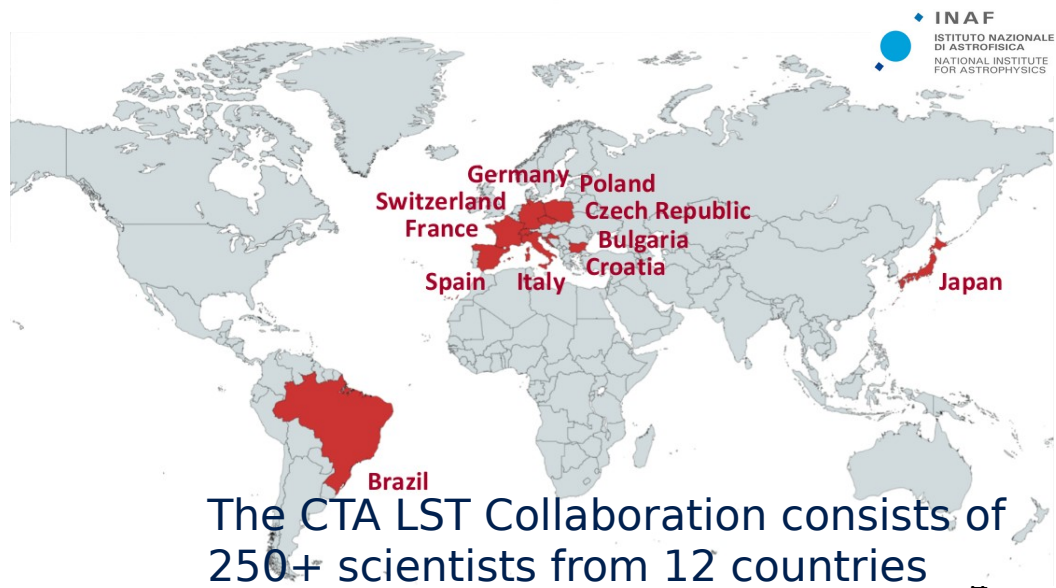 INAF
ISTITUTO NAZIONALE
DI ASTROFISICA
NATIONAL INSTITUTE
FOR ASTROPHYSICS
Germany
Poland
Switzerland
Czech Republic
France
Bulgaria
Croatia
Spain
Italy
Japan
Brazil
The CTA LST Collaboration consists of
250+ scientists from 12 countries